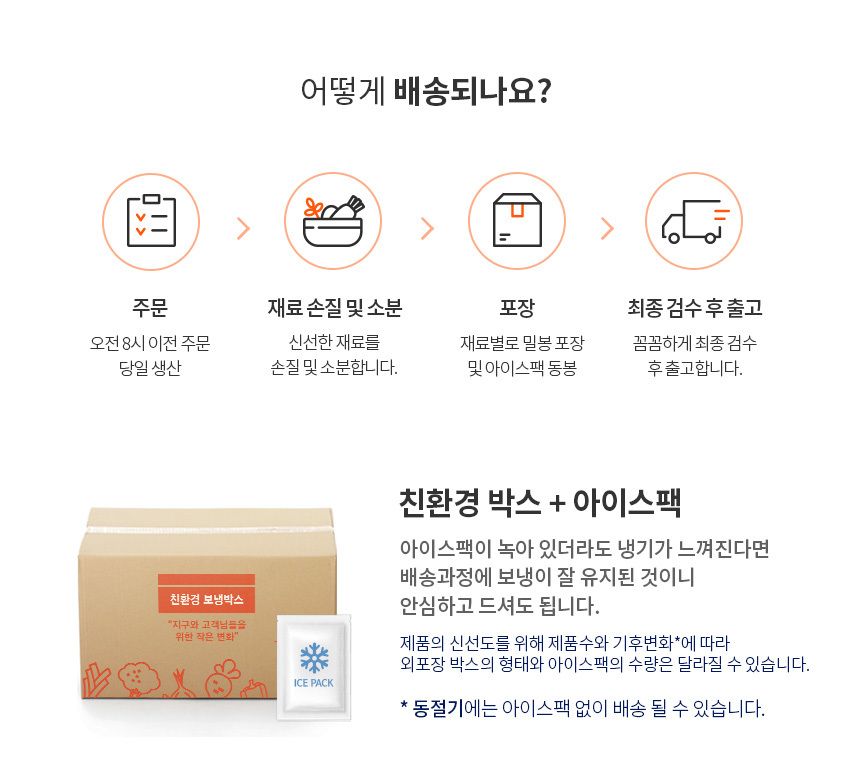 어떻게 배송되나요?
주문
오전 8시 이전 주문
당일 생산
재료 손질 및 소분
신선한 재료를
손질 및 소분합니다.
포장
재료별로 밀봉 포장
및 아이스팩 동봉
최종 검수 후 출고
꼼꼼하게 최종 검수
후 출고합니다.
친환경 보냉박스
"지구와 고객님들을
위한 작은 변화"
ICE PACK
친환경 박스 + 아이스팩
아이스팩이 녹아 있더라도 냉기가 느껴진다면
배송과정에 보냉이 잘 유지된 것이니
안심하고 드셔도 됩니다.
제품의 신선도를 위해 제품수와 기후변화*에 따라
외포장 박스의 형태와 아이스팩의 수량은 달라질 수 있습니다.
* 동절기에는 아이스팩 없이 배송 될 수 있습니다.